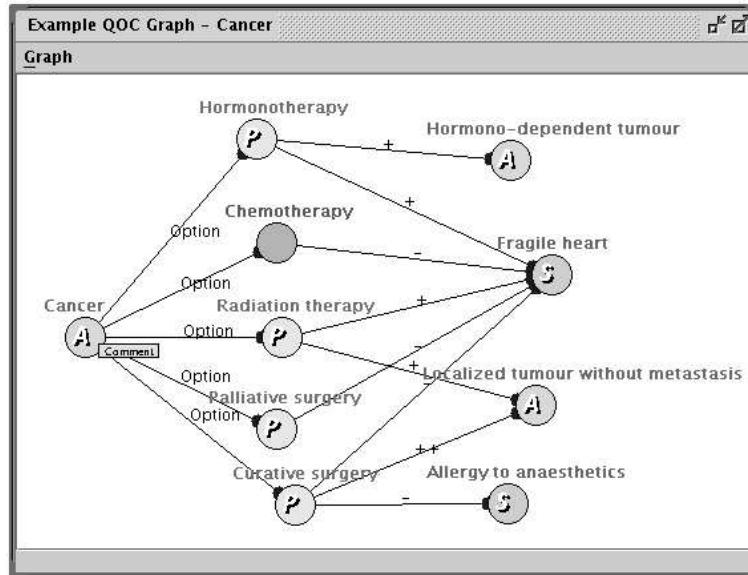 Example QOC Graph - Cancer
Graph
Hormonotherapy
P
+
Hormono-dependent tumour
A
+
Option
Chemotherapy
-
Fragile heart
S
Option
Cancer
A
Comment
Option
Radiation therapy
P
+
-
+
-
Localized tumour without metastasis
A
Option
Palliative surgery
P
Option
++
Curative surgery
P
-
Allergy to anaesthetics
S